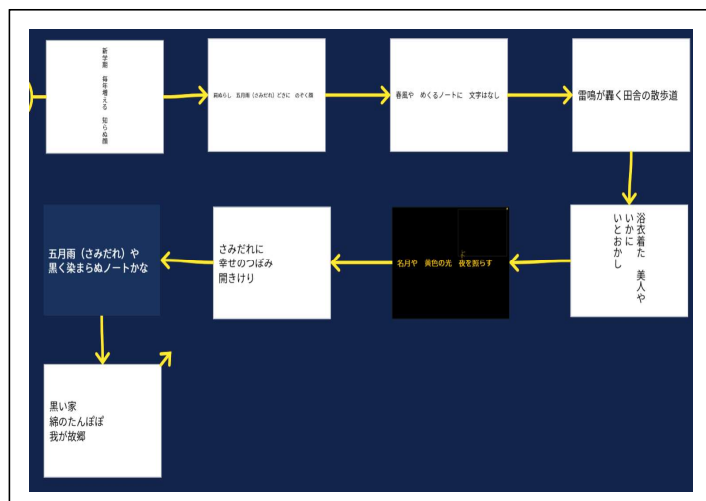 新学期 毎年増える 知らぬ顔
肩ぬらし 五月雨（さみだれ）どきに のぞく顔
春風や めくるノートに 文字はなし
雷鳴が轟く田舎の散歩道
浴衣着た 美人や
いかに
いとおかし
名月や 黄色の光 夜を照らす
さみだれに
幸せのつぼみ
開きけり
五月雨（さみだれ）や
黒く染まらぬノートかな
黒い家
綿のたんぽぽ
我が故郷